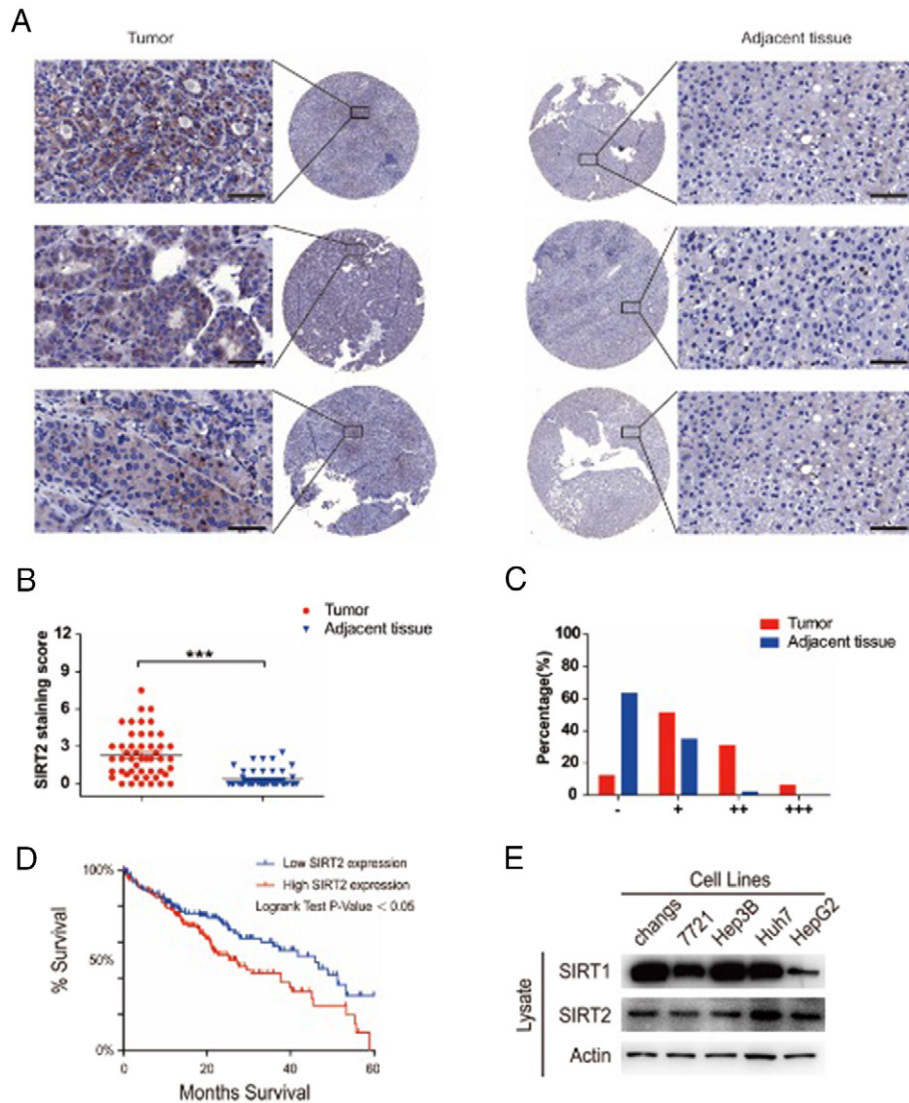 A
Tumor
Adjacent tissue
B
Tumor
Adjacent tissue
SIRT2 staining score
12
9
6
3
0
***
C
Tumor
Adjacent tissue
Percentage(%)
100
80
60
40
20
0
- + ++ +++
D
Low SIRT2 expression
High SIRT2 expression
Logrank Test P-Value < 0.05
% Survival
100%
50%
0%
0 20 40 60
Months Survival
E
Cell Lines
changs 7721 Hep3B Huh7 HepG2
Lysate
SIRT1
SIRT2
Actin